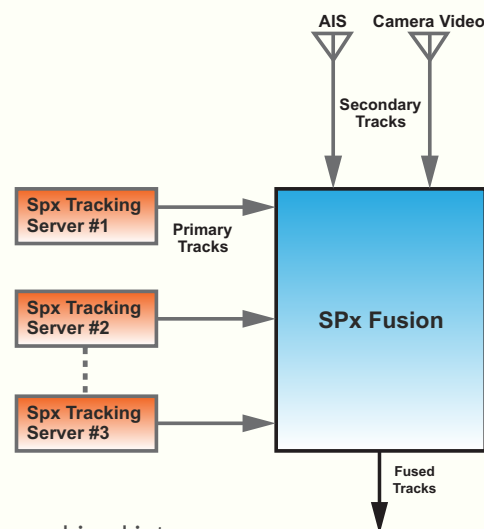 AIS
Camera Video
Secondary
Tracks
Spx Tracking
Server #1
Primary
Tracks
Spx Tracking
Server #2
SPx Fusion
Spx Tracking
Server #3
Fused
Tracks